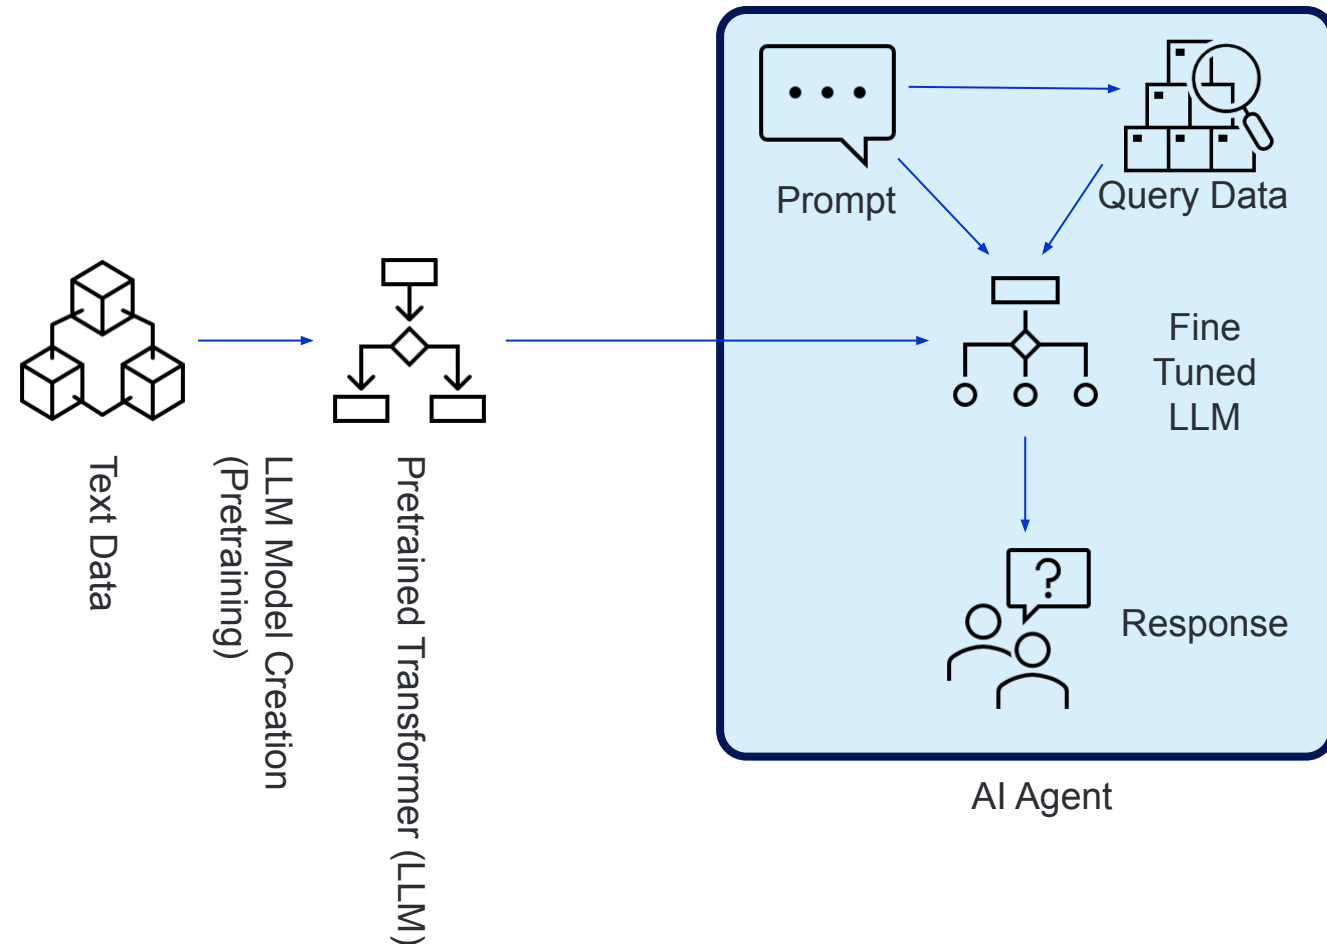 Prompt
Query Data
Fine
Tuned
LLM
?
Response
AI Agent
Text Data
LLM Model Creation
(Pretraining)
Pretrained Transformer (LLM)